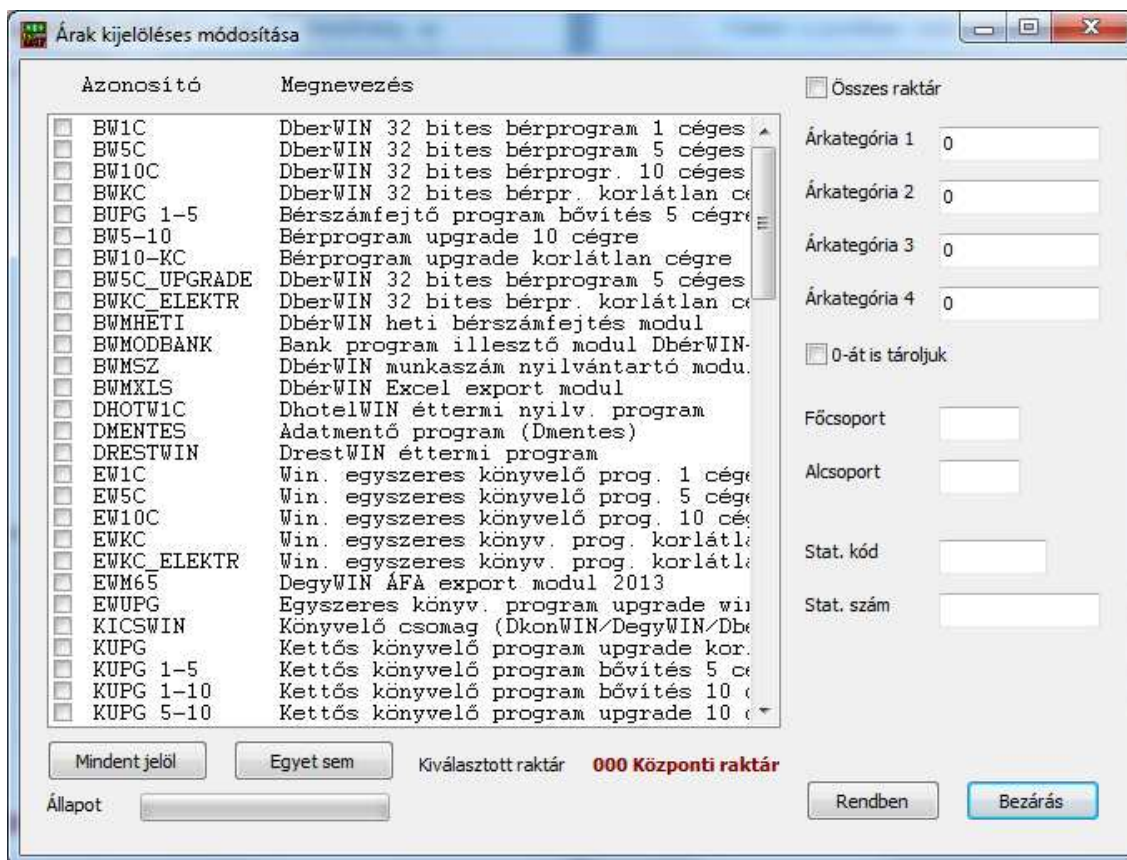 Árak kijelöléses módosítása
Azonosító Megnevezés
BW1C DberWIN 32 bites bérprogram 1 céges
BW5C DberWIN 32 bites bérprogram 5 céges
BW10C DberWIN 32 bites bérprogr. 10 céges
BWKC DberWIN 32 bites bérpr. korlátlan
BUPG 1-5 Bérszámfejtő program bővítés 5 cégre
BW5-10 Bérprogram upgrade 10 cégre
BW10-KC Bérprogram upgrade korlátlan cégre
BW5C_UPGRADE DberWIN 32 bites bérprogram 5 céges
BWKC_ELEKTR DberWIN 32 bites bérpr. korlátlan
BWMHETI DbérWIN heti bérszámfejtés modul
BWMODBANK Bank program illesztő modul DbérWIN-
BWMSZ DbérWIN munkaszám nyilvántartó modu
BWMXLS DbérWIN Excel export modul
DHOTW1C DhotelWIN éttermi nyilv. program
DMENTES Adatmentő program (Dmentes)
DRESTWIN DrestWIN éttermi program
EW1C Win. egyszeres könyvelő prog. 1 cége
EW5C Win. egyszeres könyvelő prog. 5 cége
EW10C Win. egyszeres könyvelő prog. 10 cég
EWKC Win. egyszeres könyv. prog. korlátla
EWKC_ELEKTR Win. egyszeres könyv. prog. korlátla
EWM65 DegyWIN ÁFA export modul 2013
EWUPG Egyszeres könyv. program upgrade win
KICSWIN Könyvelő csomag (DkonWIN/DegyWIN/Dbe
KUPG Kettős könyvelő program upgrade kor
KUPG 1-5 Kettős könyvelő program bővítés 5
KUPG 1-10 Kettős könyvelő program bővítés 10
KUPG 5-10 Kettős könyvelő program upgrade 10
Összes raktár
Árkategória 1 0
Árkategória 2 0
Árkategória 3 0
Árkategória 4 0
0-át is tároljuk
Főcsoport
Alcsoport
Stat. kód
Stat. szám
Mindent jelöl Egyet sem Kiválasztott raktár 000 Központi raktár
Állapot
Rendben Bezárás